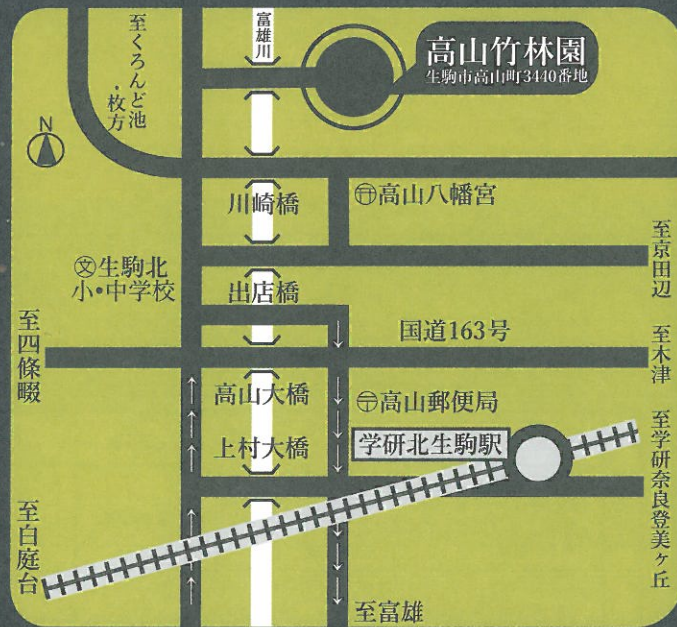 富雄川
高山竹林園
生駒市高山町3440番地
至くろんど池
・枚方
N
川崎橋
高山八幡宮
至京田辺
文生駒北
小・中学校
出店橋
国道163号
至四條畷
至木津
高山大橋
〒高山郵便局
上村大橋
学研北生駒駅
至学研奈良登美ヶ丘
至白庭台
至富雄